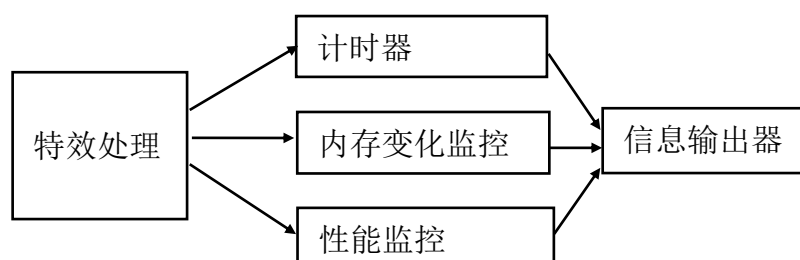 特效处理
计时器
内存变化监控
性能监控
信息输出器